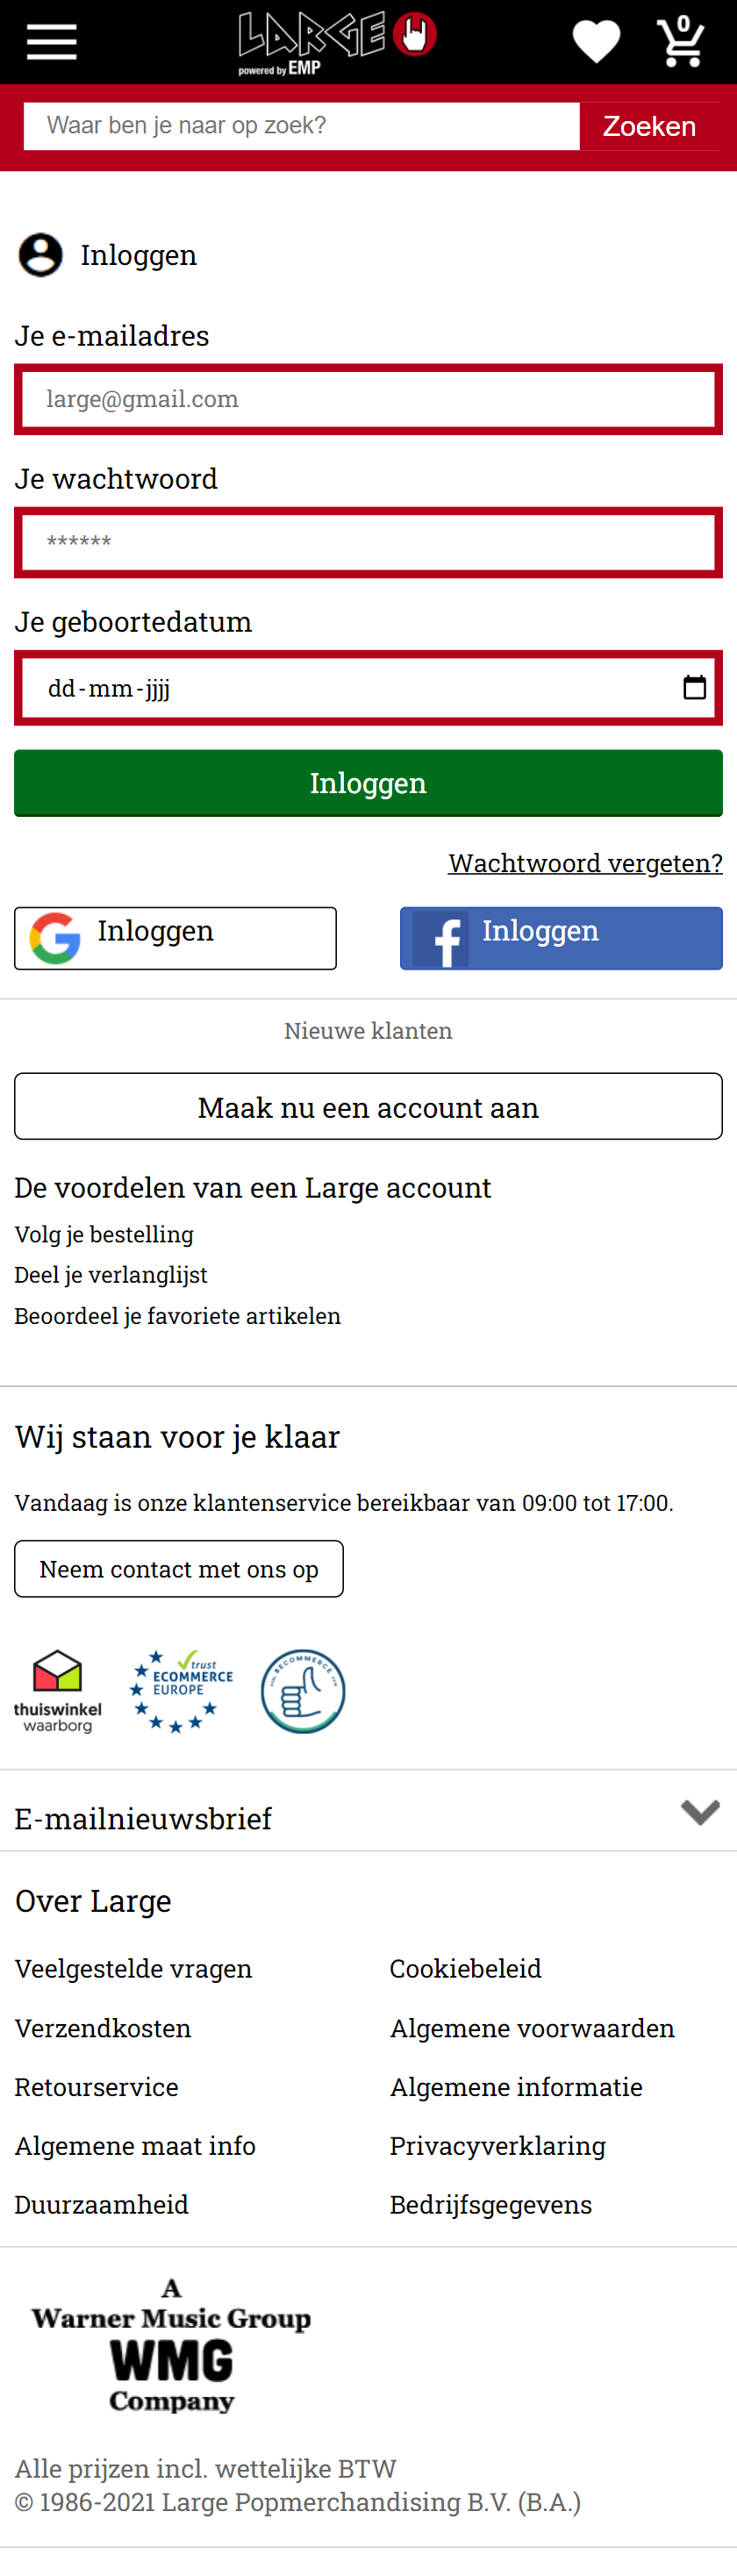 LARGE
powered by EMP
0
Waar ben je naar op zoek?
Zoeken
Inloggen
Je e-mailadres
large@gmail.com
Je wachtwoord
******
Je geboortedatum
dd-mm-jjjj
Inloggen
Wachtwoord vergeten?
Inloggen
Inloggen
Nieuwe klanten
Maak nu een account aan
De voordelen van een Large account
Volg je bestelling
Deel je verlanglijst
Beoordeel je favoriete artikelen
Wij staan voor je klaar
Vandaag is onze klantenservice bereikbaar van 09:00 tot 17:00.
Neem contact met ons op
thuiswinkel
waarborg
trust
ECOMMERCE
EUROPE
BECOMMERCE
E-mailnieuwsbrief
Over Large
Veelgestelde vragen
Cookiebeleid
Verzendkosten
Algemene voorwaarden
Retourservice
Algemene informatie
Algemene maat info
Privacyverklaring
Duurzaamheid
Bedrijfsgegevens
A
Warner Music Group
WMG
Company
Alle prijzen incl. wettelijke BTW
© 1986-2021 Large Popmerchandising B.V. (B.A.)